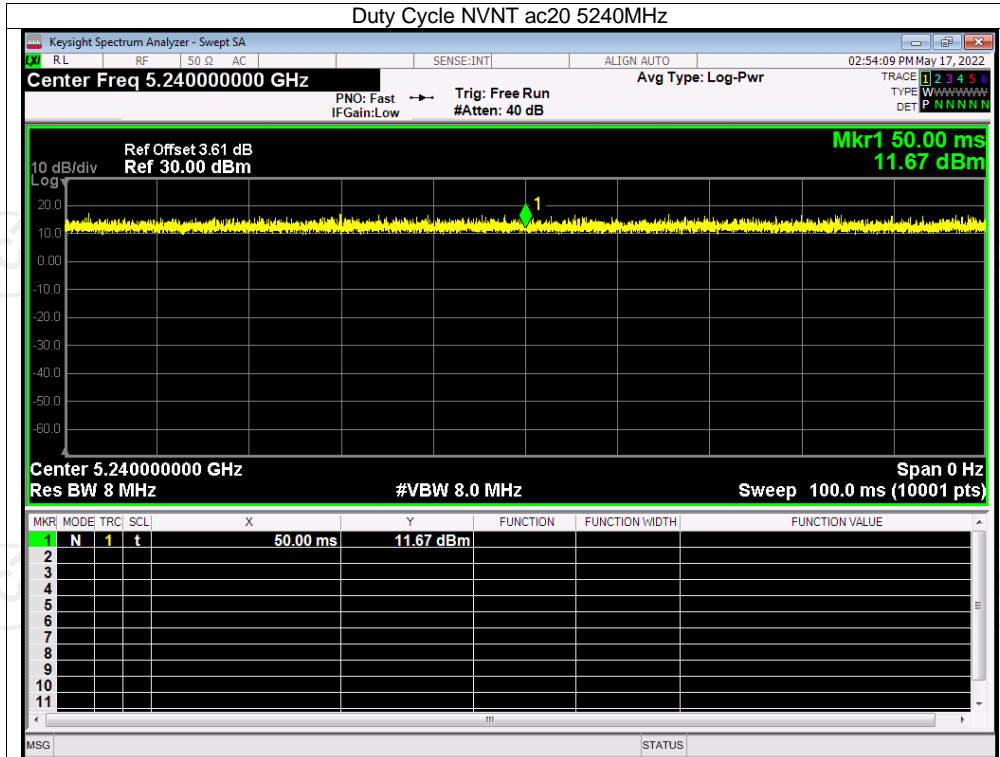 Duty Cycle NVNT ac20 5240MHz
Keysight Spectrum Analyzer - Swept SA
LXI RL RF 50 Ω AC SENSE:INT ALIGN AUTO 02:54:09 PM May 17, 2022
Center Freq 5.240000000 GHz Avg Type: Log-Pwr TRACE 1 2 3 4 5 6
PNO: Fast Trig: Free Run TYPE WWWWWW
IFGain:Low #Atten: 40 dB DET P N N N N N
Mkr1 50.00 ms
Ref Offset 3.61 dB
10 dB/div Ref 30.00 dBm 11.67 dBm
Log
1
20.0
10.0
0.00
-10.0
-20.0
-30.0
-40.0
-50.0
-60.0
Center 5.240000000 GHz Span 0 Hz
Res BW 8 MHz #VBW 8.0 MHz Sweep 100.0 ms (10001 pts)
MKR MODE TRC SCL X Y FUNCTION FUNCTION WIDTH FUNCTION VALUE
1 N 1 t 50.00 ms 11.67 dBm
2
3
4
5
6
7
8
9
10
11
MSG STATUS